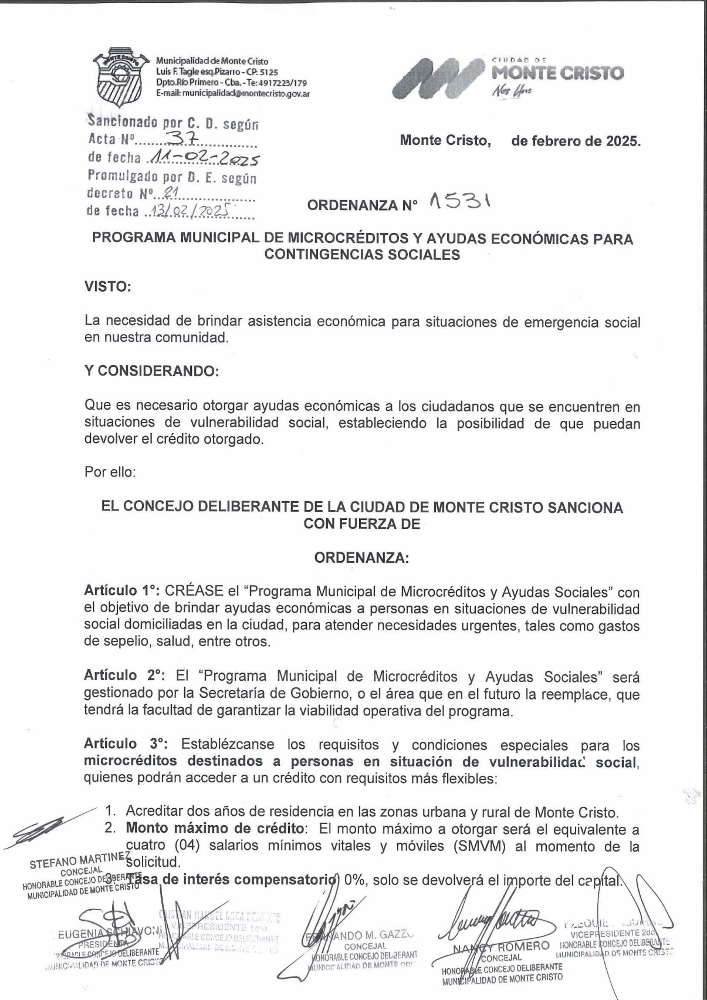 MONTE CRISTO
Municipalidad de Monte Cristo
Luis F. Tagle esq.Pizarro - CP: 5125
Dpto.Río Primero - Cba. - Te: 4917223/179
E-mail: municipalidad@montecristo.gov.ar
CIUDAD DE
MONTE CRISTO
Nos Une
Sancionado por C. D. según
Acta Nº........37..............
de fecha .11-02-2025
Promulgado por D. E. según
decreto Nº...21..................
de fecha ..13/02/2025......
Monte Cristo, de febrero de 2025.
ORDENANZA N° 1531
PROGRAMA MUNICIPAL DE MICROCRÉDITOS Y AYUDAS ECONÓMICAS PARA
CONTINGENCIAS SOCIALES
VISTO:
La necesidad de brindar asistencia económica para situaciones de emergencia social
en nuestra comunidad.
Y CONSIDERANDO:
Que es necesario otorgar ayudas económicas a los ciudadanos que se encuentren en
situaciones de vulnerabilidad social, estableciendo la posibilidad de que puedan
devolver el crédito otorgado.
Por ello:
EL CONCEJO DELIBERANTE DE LA CIUDAD DE MONTE CRISTO SANCIONA
CON FUERZA DE
ORDENANZA:
Artículo 1°: CRÉASE el “Programa Municipal de Microcréditos y Ayudas Sociales” con
el objetivo de brindar ayudas económicas a personas en situaciones de vulnerabilidad
social domiciliadas en la ciudad, para atender necesidades urgentes, tales como gastos
de sepelio, salud, entre otros.
Artículo 2°: El “Programa Municipal de Microcréditos y Ayudas Sociales” será
gestionado por la Secretaría de Gobierno, o el área que en el futuro la reemplace, que
tendrá la facultad de garantizar la viabilidad operativa del programa.
Artículo 3°: Establézcanse los requisitos y condiciones especiales para los
microcréditos destinados a personas en situación de vulnerabilidad social,
quienes podrán acceder a un crédito con requisitos más flexibles:
1. Acreditar dos años de residencia en las zonas urbana y rural de Monte Cristo.
2. Monto máximo de crédito: El monto máximo a otorgar será el equivalente a
cuatro (04) salarios mínimos vitales y móviles (SMVM) al momento de la
solicitud.
3. Tasa de interés compensatorio 0%, solo se devolverá el importe del capital.
STEFANO MARTINEZ
CONCEJAL
HONORABLE CONCEJO DELIBERANTE
MUNICIPALIDAD DE MONTE CRISTO
EUGENIA SCHIAVONI
PRESIDENTA
CONCEJO DELIBERANTE
MUNICIPALIDAD DE MONTE CRISTO
MANUEL
VICEPRESIDENTE 1ero
HONORABLE CONCEJO DELIBERANTE
MUNICIPALIDAD DE MONTE
FERNANDO M. GAZZO
CONCEJAL
HONORABLE CONCEJO DELIBERANT
MUNICIPALIDAD DE MONTE CRI
NANCY ROMERO
CONCEJAL
HONORABLE CONCEJO DELIBERANTE
MUNICIPALIDAD DE MONTE CRISTO
VICEPRESIDENTE 2do
HONORABLE CONCEJO DELIBERANTE
MUNICIPALIDAD DE MONTE CRISTO